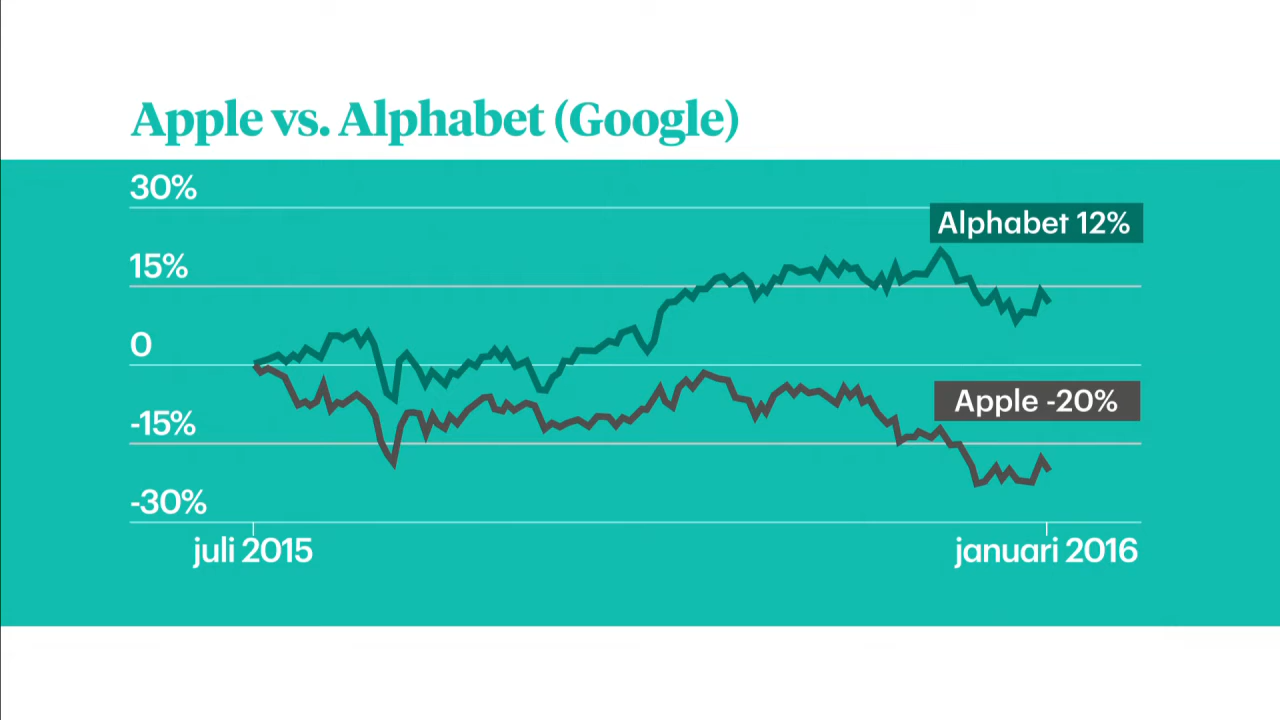 Apple vs. Alphabet (Google)
30%
Alphabet 12%
15%
0
Apple -20%
-15%
-30%
juli 2015
januari 2016